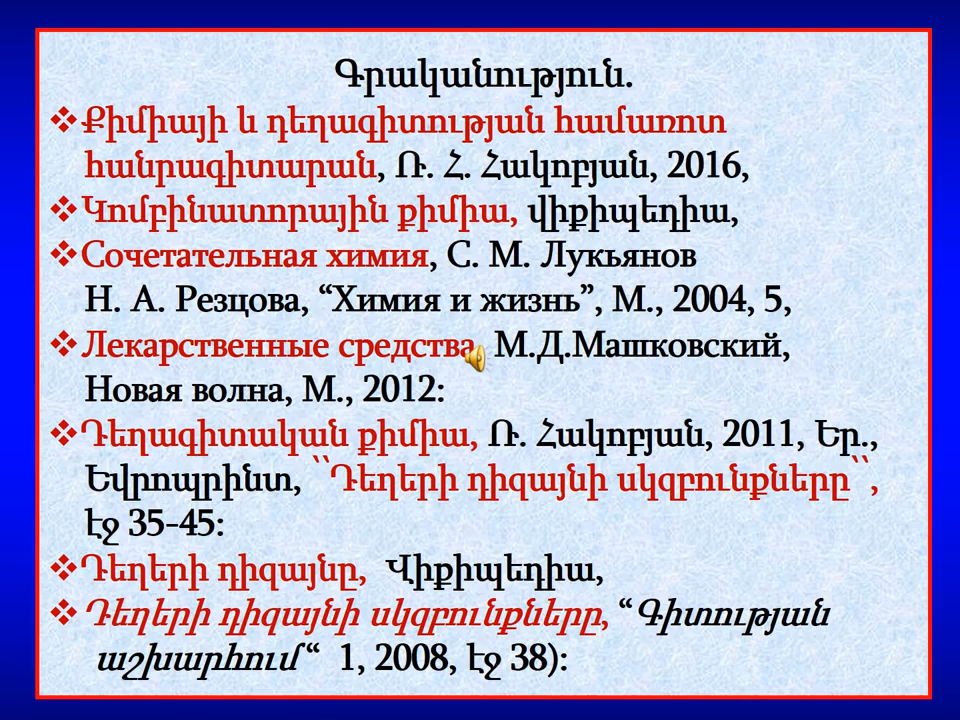 Գրականություն.
❖Քիմիայի և դեղագիտության համառոտ
հանրագիտարան, Ռ. Հ. Հակոբյան, 2016,
❖Կոմբինատորային քիմիա, վիքիպեդիա,
❖Сочетательная химия, С. М. Лукьянов
Н. А. Резцова, “Химия и жизнь”, М., 2004, 5,
❖Лекарственные средства, М.Д.Машковский,
Новая волна, М., 2012:
❖Դեղագիտական քիմիա, Ռ. Հակոբյան, 2011, Եր.,
Եվրոպրինտ, ``Դեղերի դիզայնի սկզբունքները``,
էջ 35-45:
❖Դեղերի դիզայնը, Վիքիպեդիա,
❖Դեղերի դիզայնի սկզբունքները, “Գիտության
աշխարհում“ 1, 2008, էջ 38):